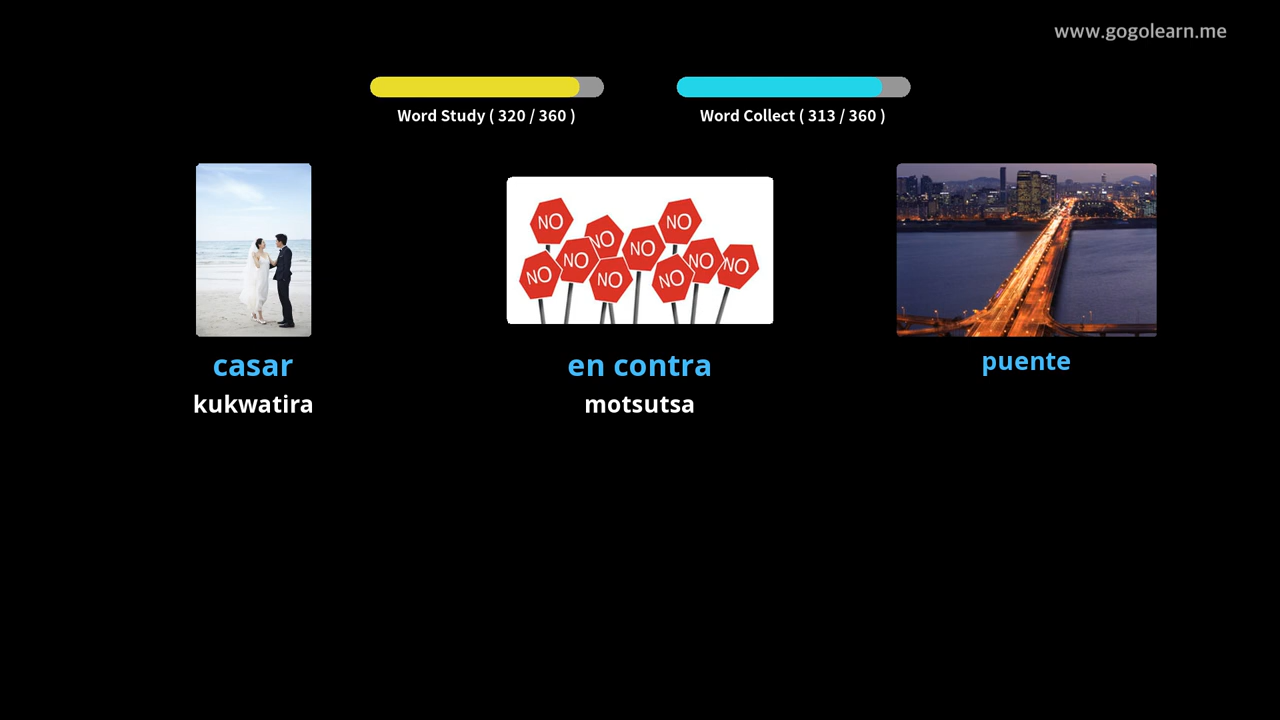 www.gogolearn.me
Word Study ( 320 / 360 )
Word Collect ( 313 / 360 )
NO
NO
NO
NO
NO
NO
NO
NO
NO
NO
casar
en contra
puente
kukwatira
motsutsa